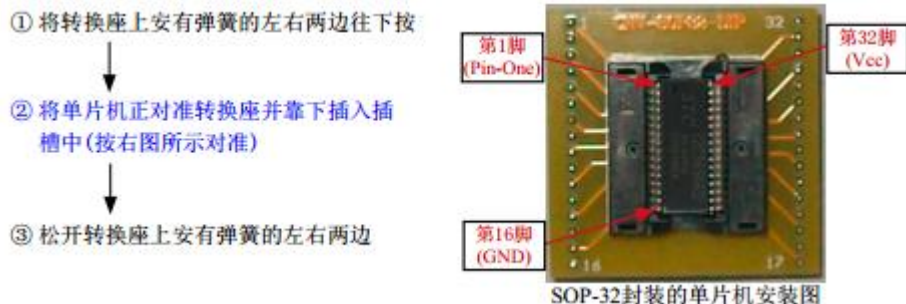 ① 将转换座上安有弹簧的左右两边往下按
② 将单片机正对准转换座并靠下插入插
槽中(按右图所示对准)
③ 松开转换座上安有弹簧的左右两边
1
32
第1脚
(Pin-One)
第32脚
(Vcc)
第16脚
(GND)
16
17
SOP-32封装的单片机安装图